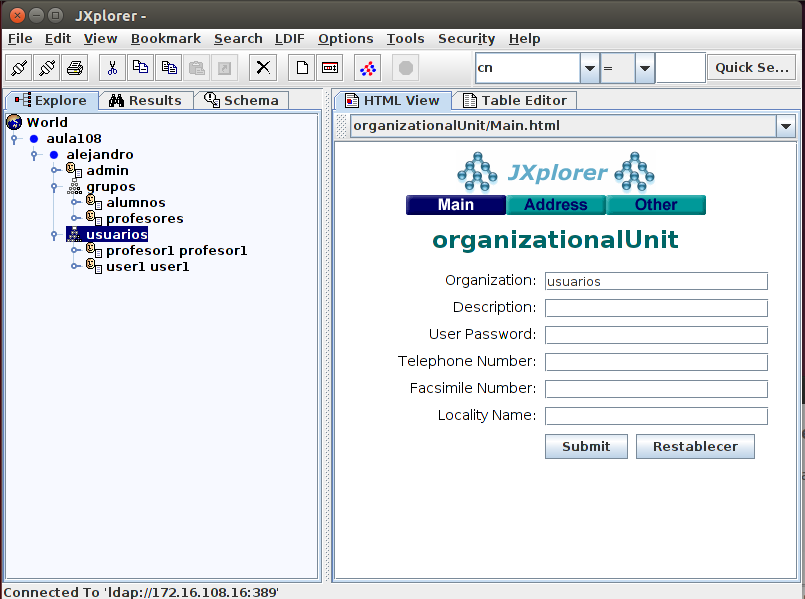 JXplorer -
File Edit View Bookmark Search LDIF Options Tools Security Help
cn = Quick Se...
Explore Results Schema
World
aula108
alejandro
admin
grupos
alumnos
profesores
usuarios
profesor1 profesor1
user1 user1
HTML View Table Editor
organizationalUnit/Main.html
JXplorer
Main Address Other
organizationalUnit
Organization: usuarios
Description:
User Password:
Telephone Number:
Facsimile Number:
Locality Name:
Submit Restablecer
Connected To 'ldap://172.16.108.16:389'